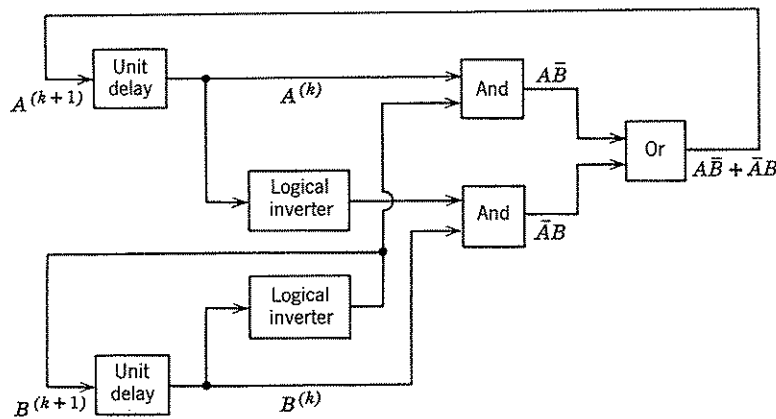 Unit
delay
A^(k+1)
A^(k)
And
AB̄
Or
AB̄ + ĀB
Logical
inverter
And
ĀB
Logical
inverter
Unit
delay
B^(k+1)
B^(k)